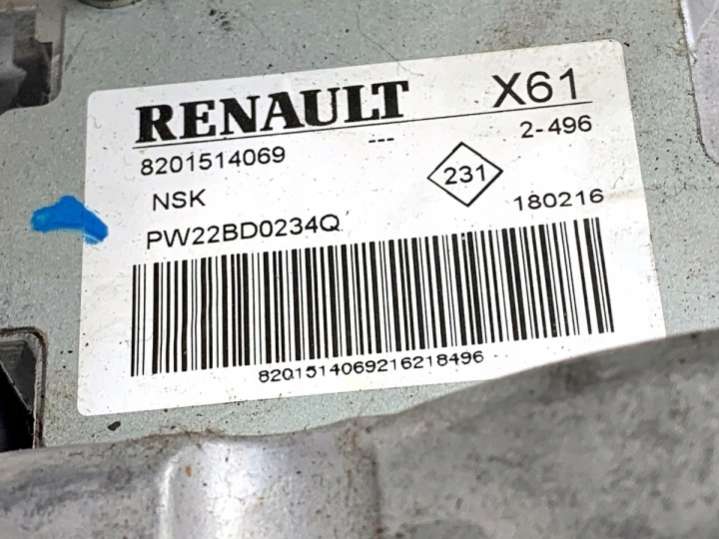 RENAULT X61
8201514069 --- 2-496
231
NSK 180216
PW22BD0234Q
8201514069216218496